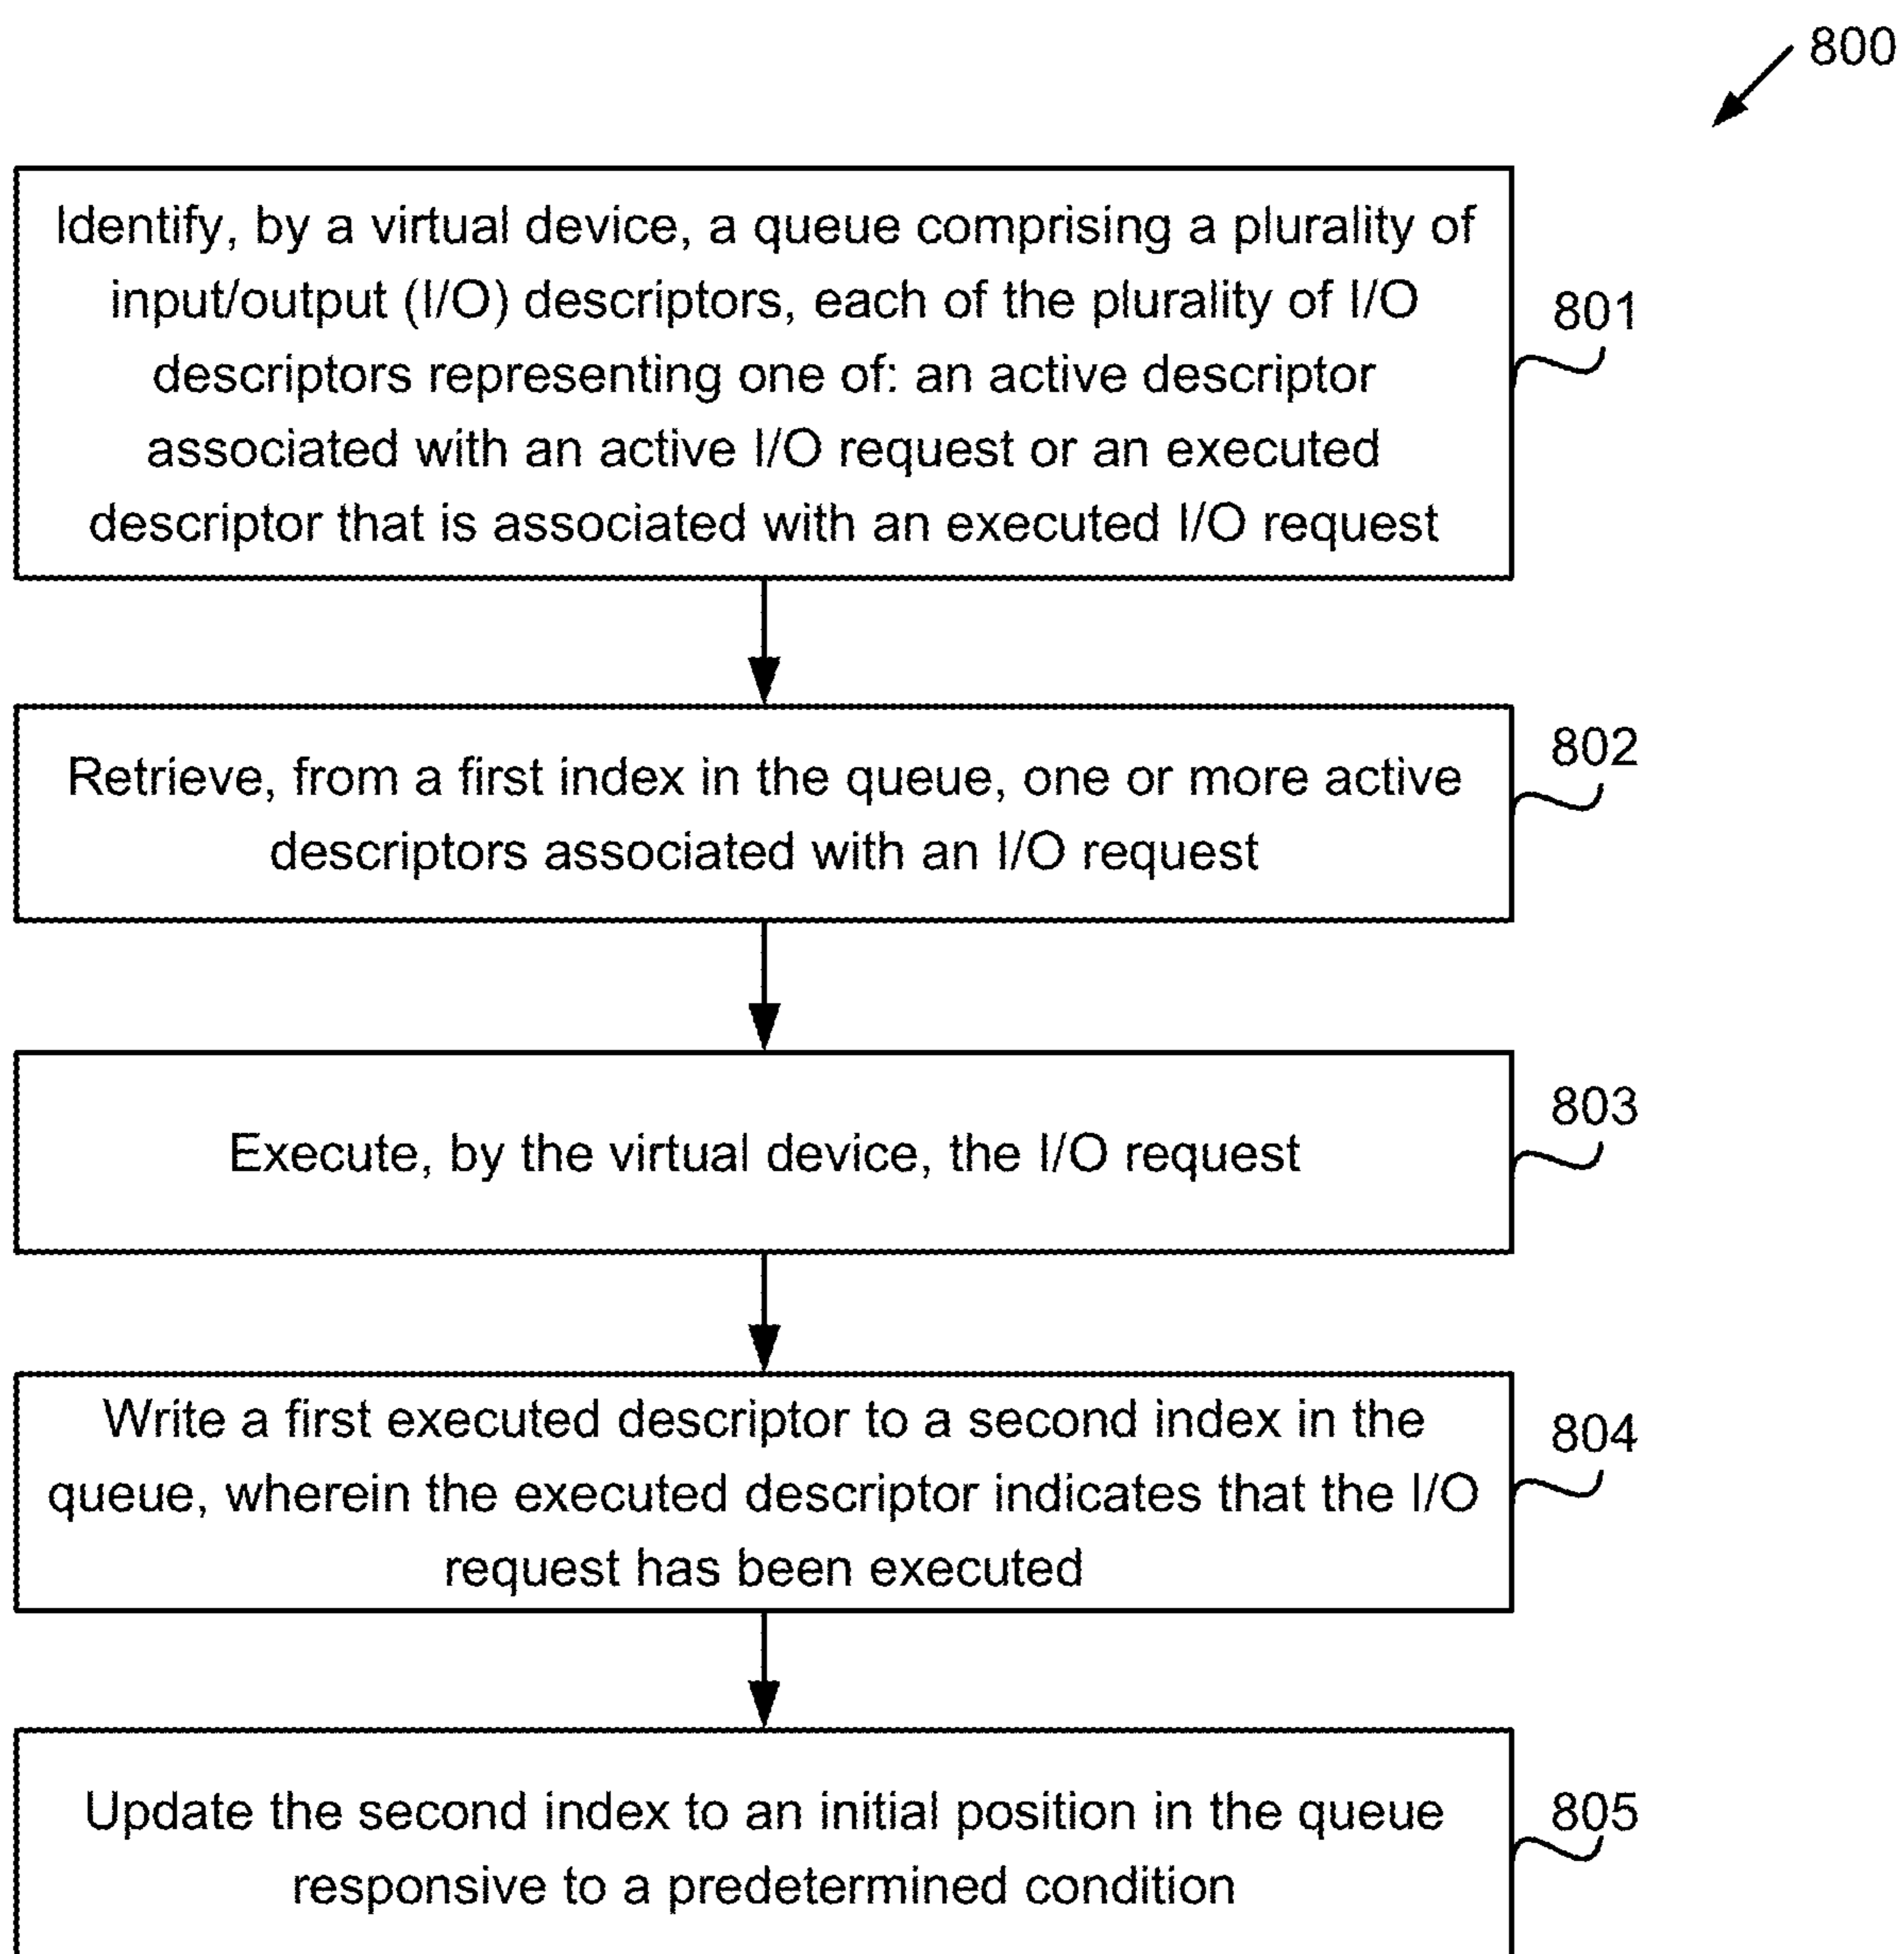 800
Identify, by a virtual device, a queue comprising a plurality of
input/output (I/O) descriptors, each of the plurality of I/O
descriptors representing one of: an active descriptor
associated with an active I/O request or an executed
descriptor that is associated with an executed I/O request
801
Retrieve, from a first index in the queue, one or more active
descriptors associated with an I/O request
802
Execute, by the virtual device, the I/O request
803
Write a first executed descriptor to a second index in the
queue, wherein the executed descriptor indicates that the I/O
request has been executed
804
Update the second index to an initial position in the queue
responsive to a predetermined condition
805